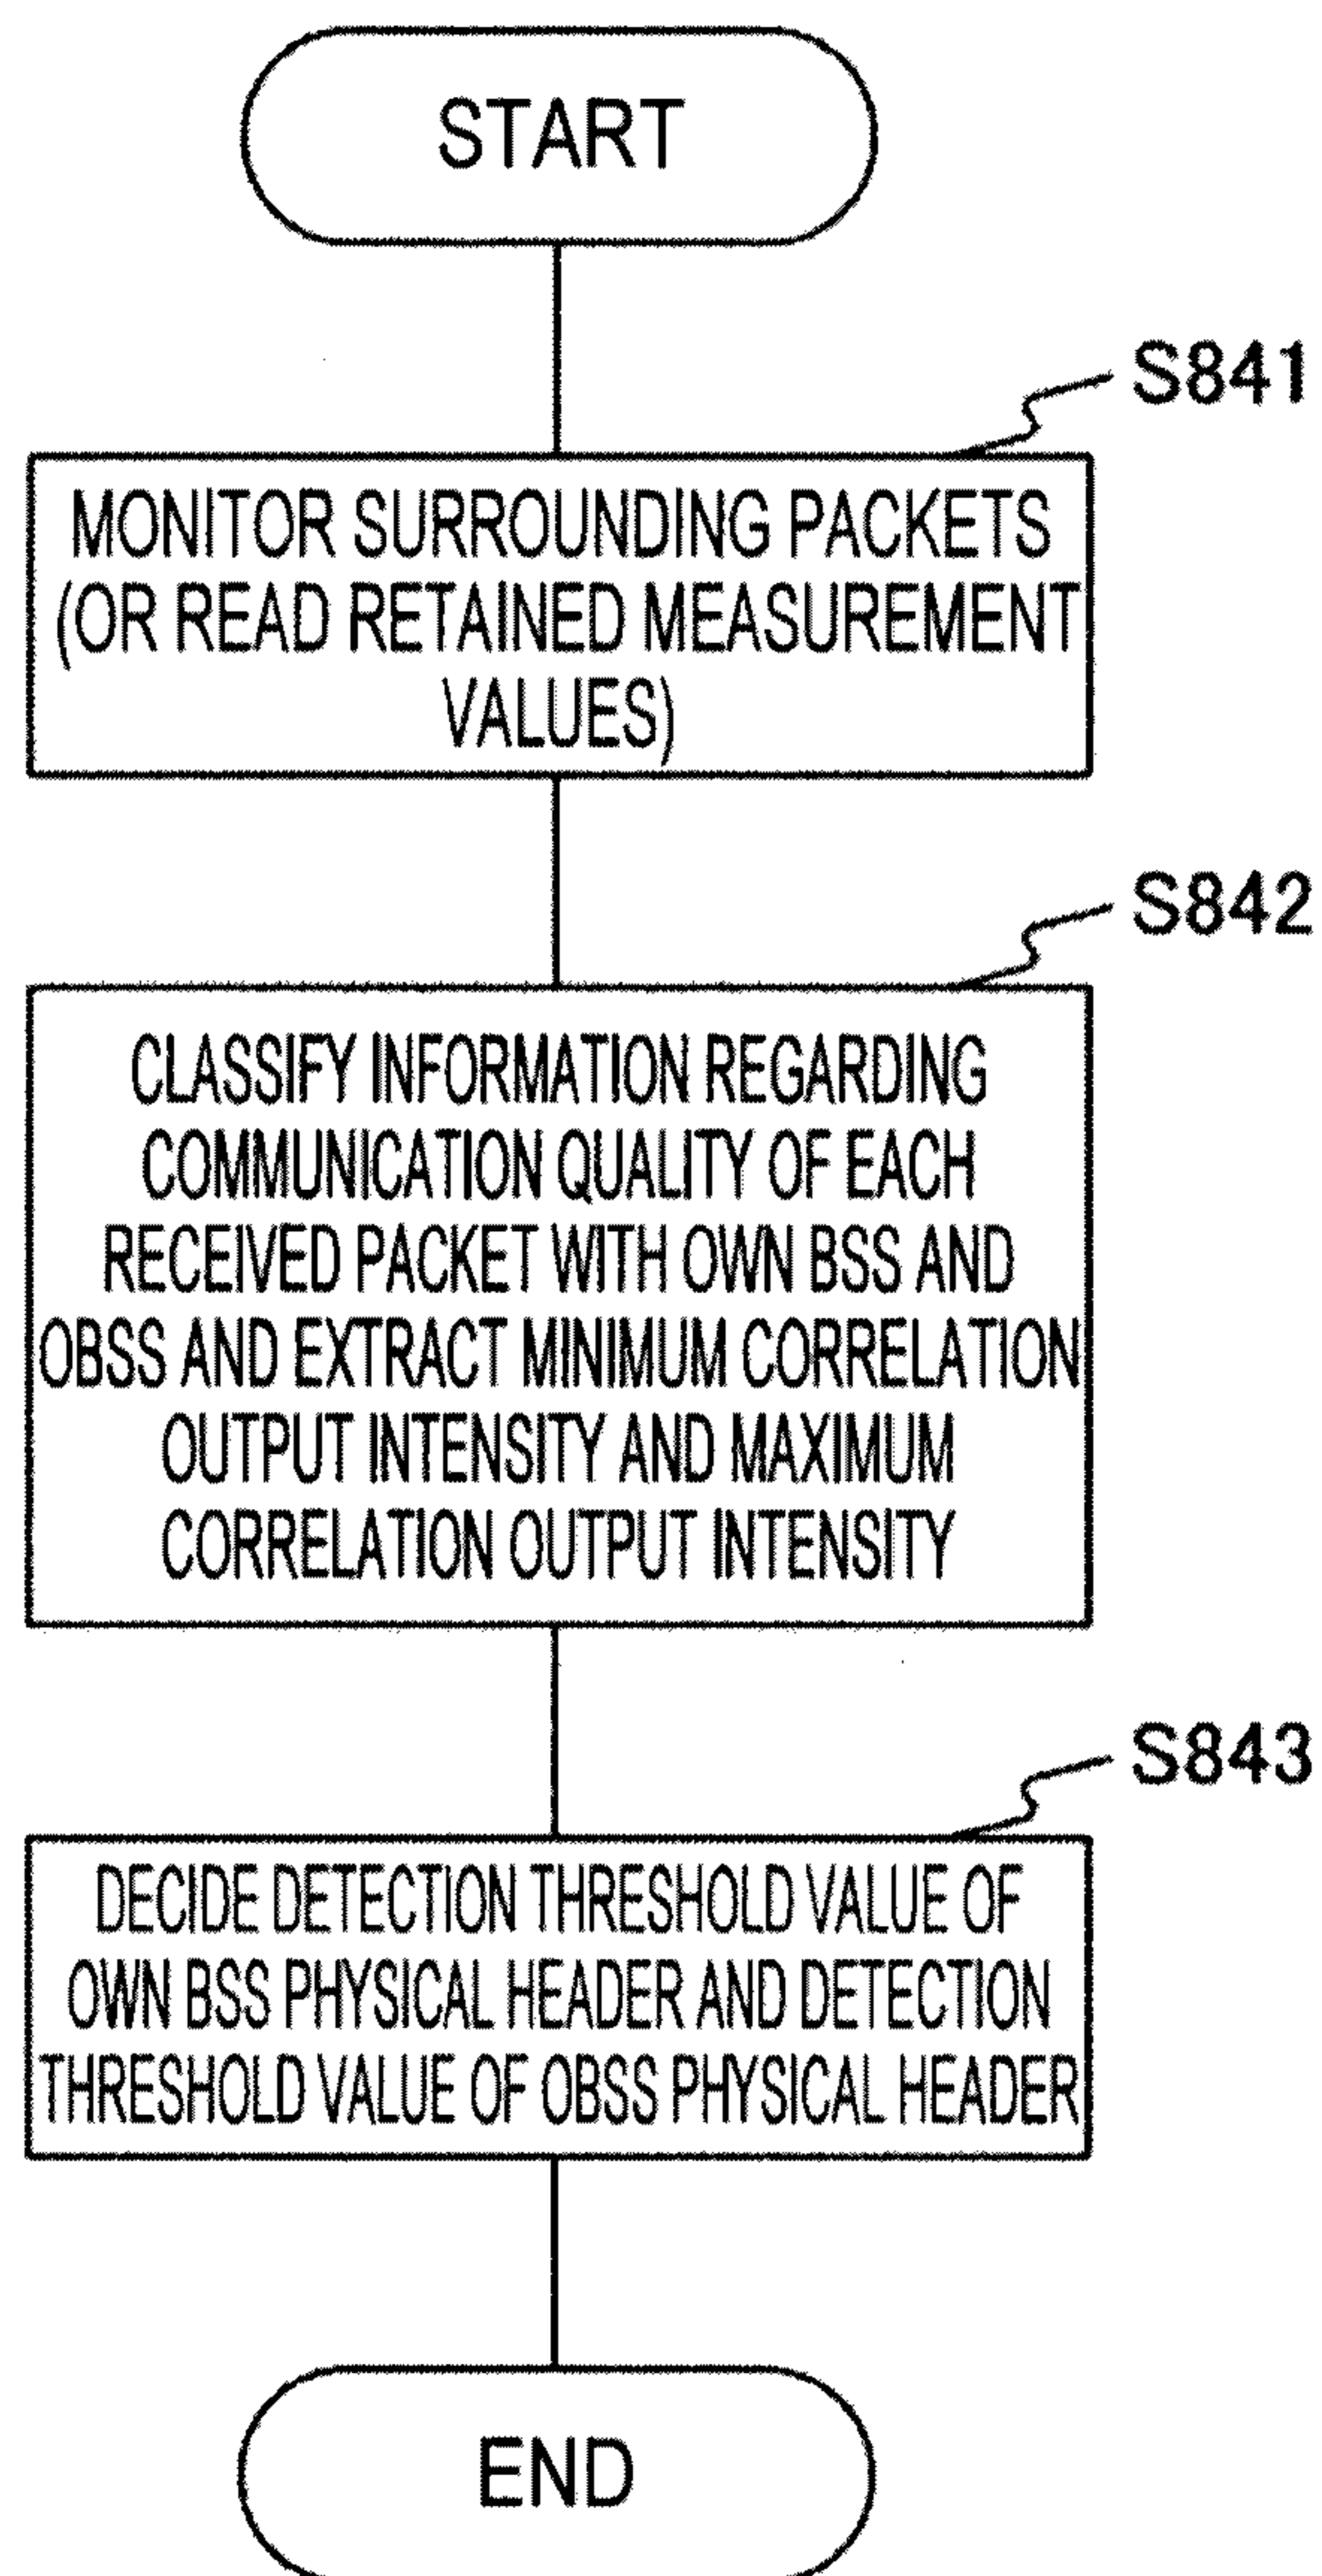 START
S841
MONITOR SURROUNDING PACKETS
(OR READ RETAINED MEASUREMENT
VALUES)
S842
CLASSIFY INFORMATION REGARDING
COMMUNICATION QUALITY OF EACH
RECEIVED PACKET WITH OWN BSS AND
OBSS AND EXTRACT MINIMUM CORRELATION
OUTPUT INTENSITY AND MAXIMUM
CORRELATION OUTPUT INTENSITY
S843
DECIDE DETECTION THRESHOLD VALUE OF
OWN BSS PHYSICAL HEADER AND DETECTION
THRESHOLD VALUE OF OBSS PHYSICAL HEADER
END